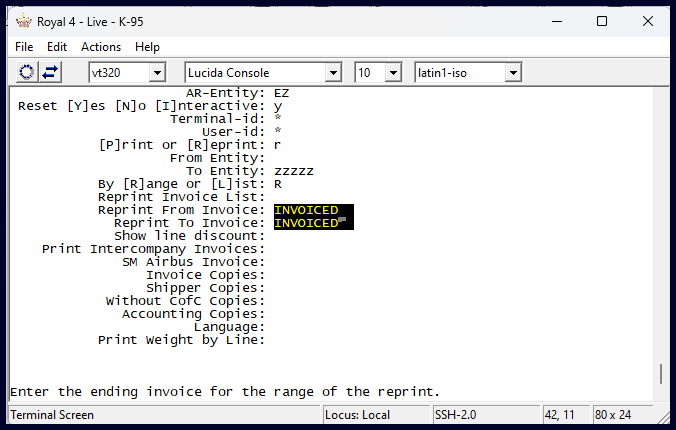 Royal 4 - Live - K-95
File Edit Actions Help
vt320 Lucida Console 10 latin1-iso
AR-Entity: EZ
Reset [Y]es [N]o [I]nteractive: y
Terminal-id: *
User-id: *
[P]rint or [R]eprint: r
From Entity:
To Entity: zzzzz
By [R]ange or [L]ist: R
Reprint Invoice List:
Reprint From Invoice: INVOICED
Reprint To Invoice: INVOICED
Show line discount:
Print Intercompany Invoices:
SM Airbus Invoice:
Invoice Copies:
Shipper Copies:
Without CofC Copies:
Accounting Copies:
Language:
Print Weight by Line:
Enter the ending invoice for the range of the reprint.
Terminal Screen Locus: Local SSH-2.0 42, 11 80 x 24